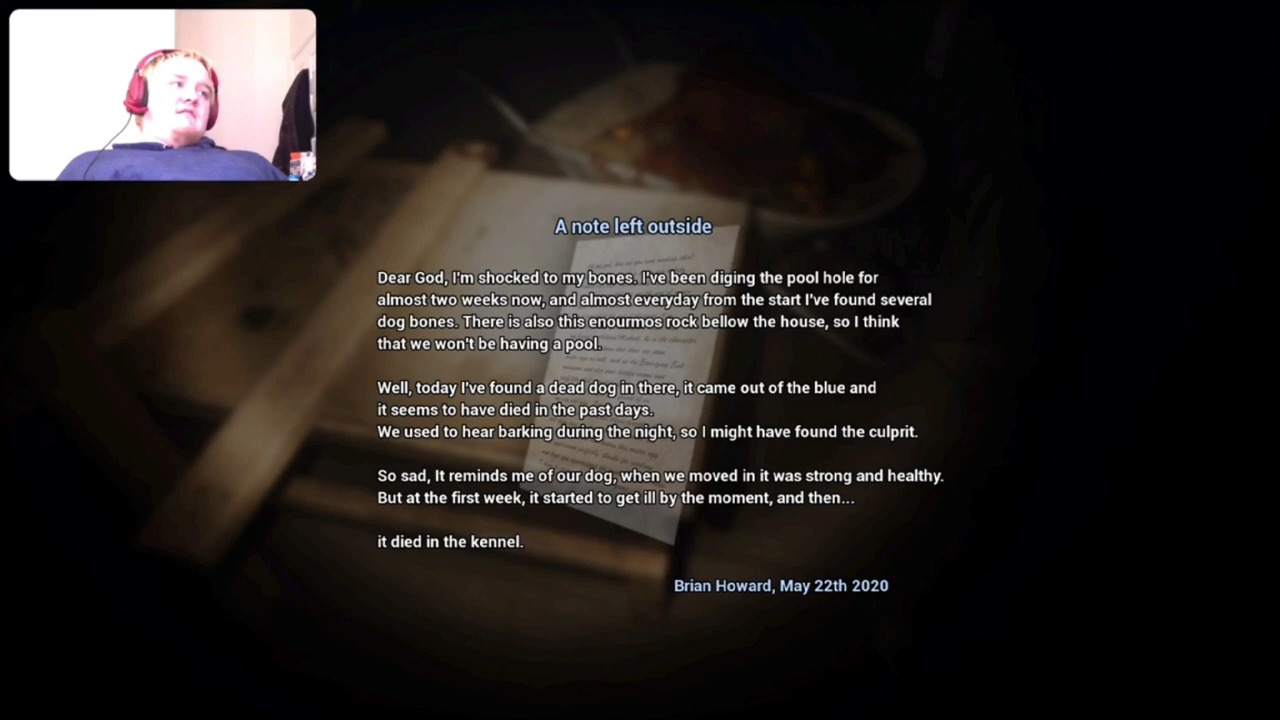 A note left outside
Dear God, I'm shocked to my bones. I've been diging the pool hole for
almost two weeks now, and almost everyday from the start I've found several
dog bones. There is also this enourmos rock bellow the house, so I think
that we won't be having a pool.
Well, today I've found a dead dog in there, it came out of the blue and
it seems to have died in the past days.
We used to hear barking during the night, so I might have found the culprit.
So sad, It reminds me of our dog, when we moved in it was strong and healthy.
But at the first week, it started to get ill by the moment, and then...
it died in the kennel.
Brian Howard, May 22th 2020